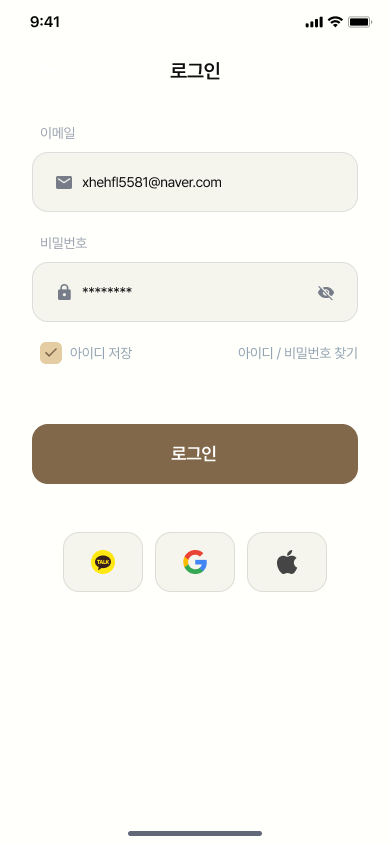 9:41
로그인
이메일
xhehfl5581@naver.com
비밀번호
********
아이디 저장
아이디 / 비밀번호 찾기
로그인
TALK